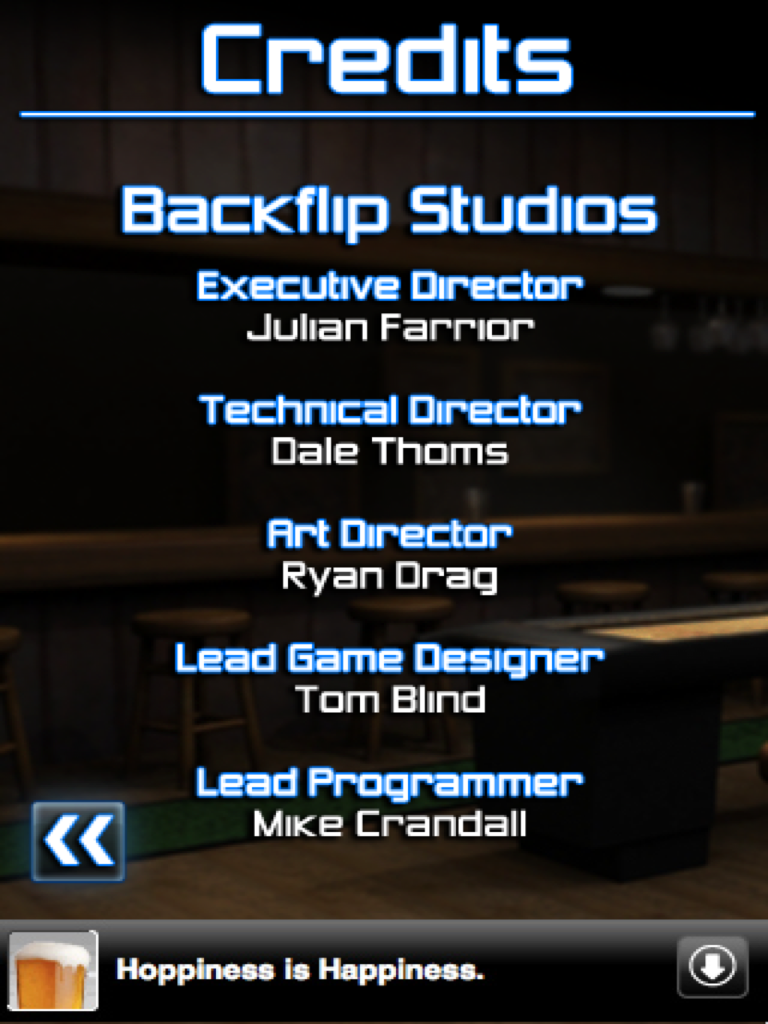 Credits
Backflip Studios
Executive Director
Julian Farrior
Technical Director
Dale Thoms
Art Director
Ryan Drag
Lead Game Designer
Tom Blind
Lead Programmer
Mike Crandall
Hoppiness is Happiness.